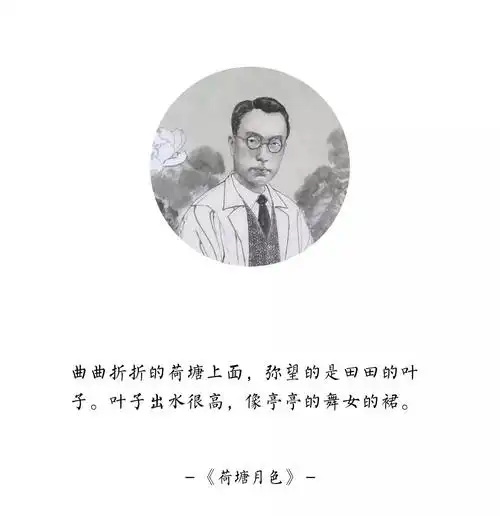 曲曲折折的荷塘上面，弥望的是田田的叶
子。叶子出水很高，像亭亭的舞女的裙。
–《荷塘月色》–